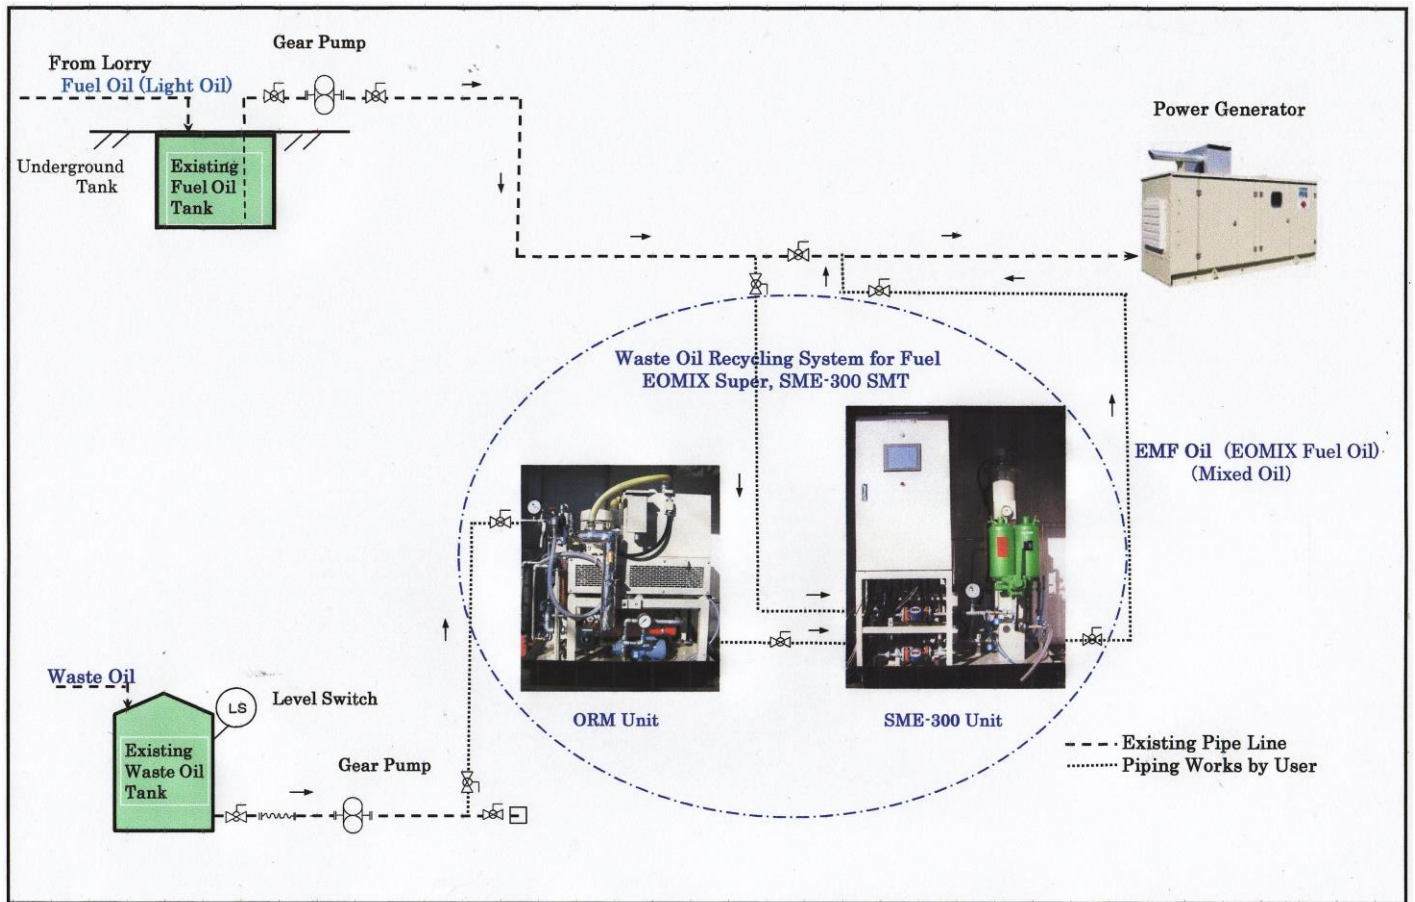 Gear Pump
From Lorry
Fuel Oil (Light Oil)
Power Generator
Underground
Tank
Existing
Fuel Oil
Tank
Waste Oil Recycling System for Fuel
EOMIX Super, SME-300 SMT
EMF Oil (EOMIX Fuel Oil)
(Mixed Oil)
Waste Oil
LS
Level Switch
ORM Unit
SME-300 Unit
Existing
Waste Oil
Tank
Gear Pump
Existing Pipe Line
Piping Works by User